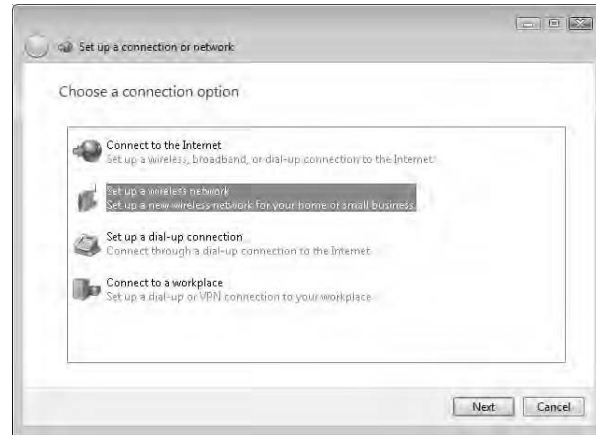 Set up a connection or network
Choose a connection option
Connect to the Internet
Set up a wireless, broadband, or dial-up connection to the Internet.
Set up a wireless network
Set up a new wireless network for your home or small business.
Set up a dial-up connection
Connect through a dial-up connection to the Internet.
Connect to a workplace
Set up a dial-up or VPN connection to your workplace.
Next
Cancel